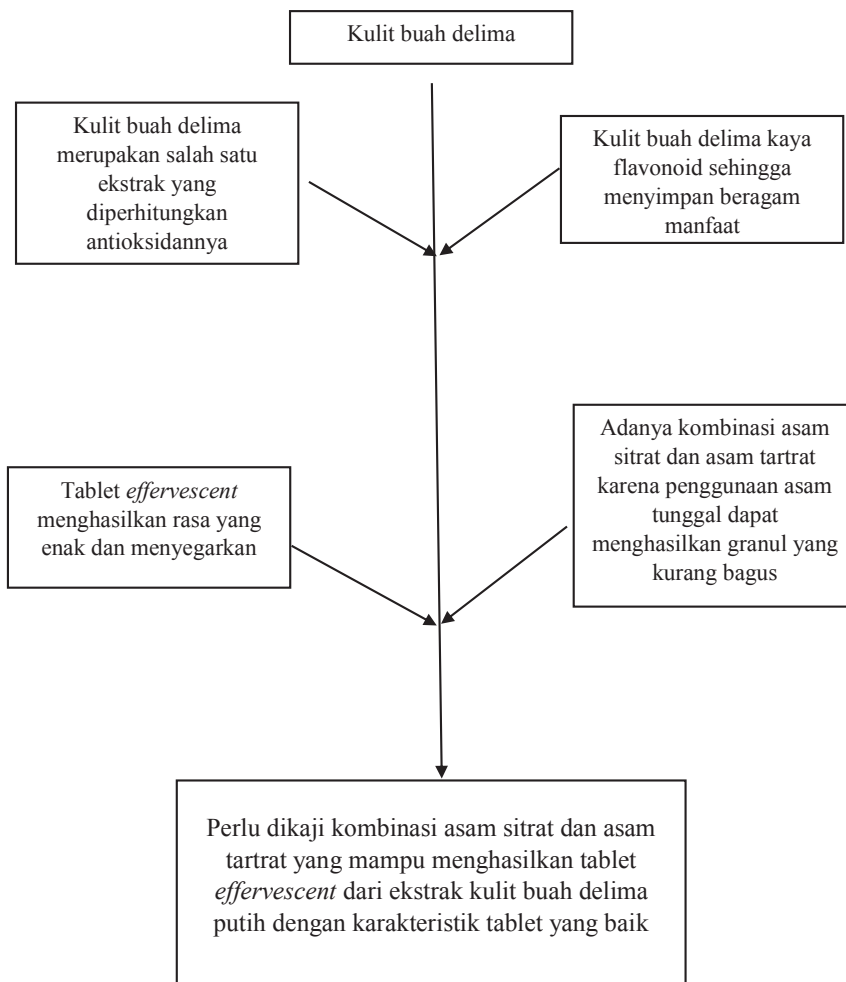 Kulit buah delima
Kulit buah delima
merupakan salah satu
ekstrak yang
diperhitungkan
antioksidannya
Kulit buah delima kaya
flavonoid sehingga
menyimpan beragam
manfaat
Tablet effervescent
menghasilkan rasa yang
enak dan menyegarkan
Adanya kombinasi asam
sitrat dan asam tartrat
karena penggunaan asam
tunggal dapat
menghasilkan granul yang
kurang bagus
Perlu dikaji kombinasi asam sitrat dan asam
tartrat yang mampu menghasilkan tablet
effervescent dari ekstrak kulit buah delima
putih dengan karakteristik tablet yang baik